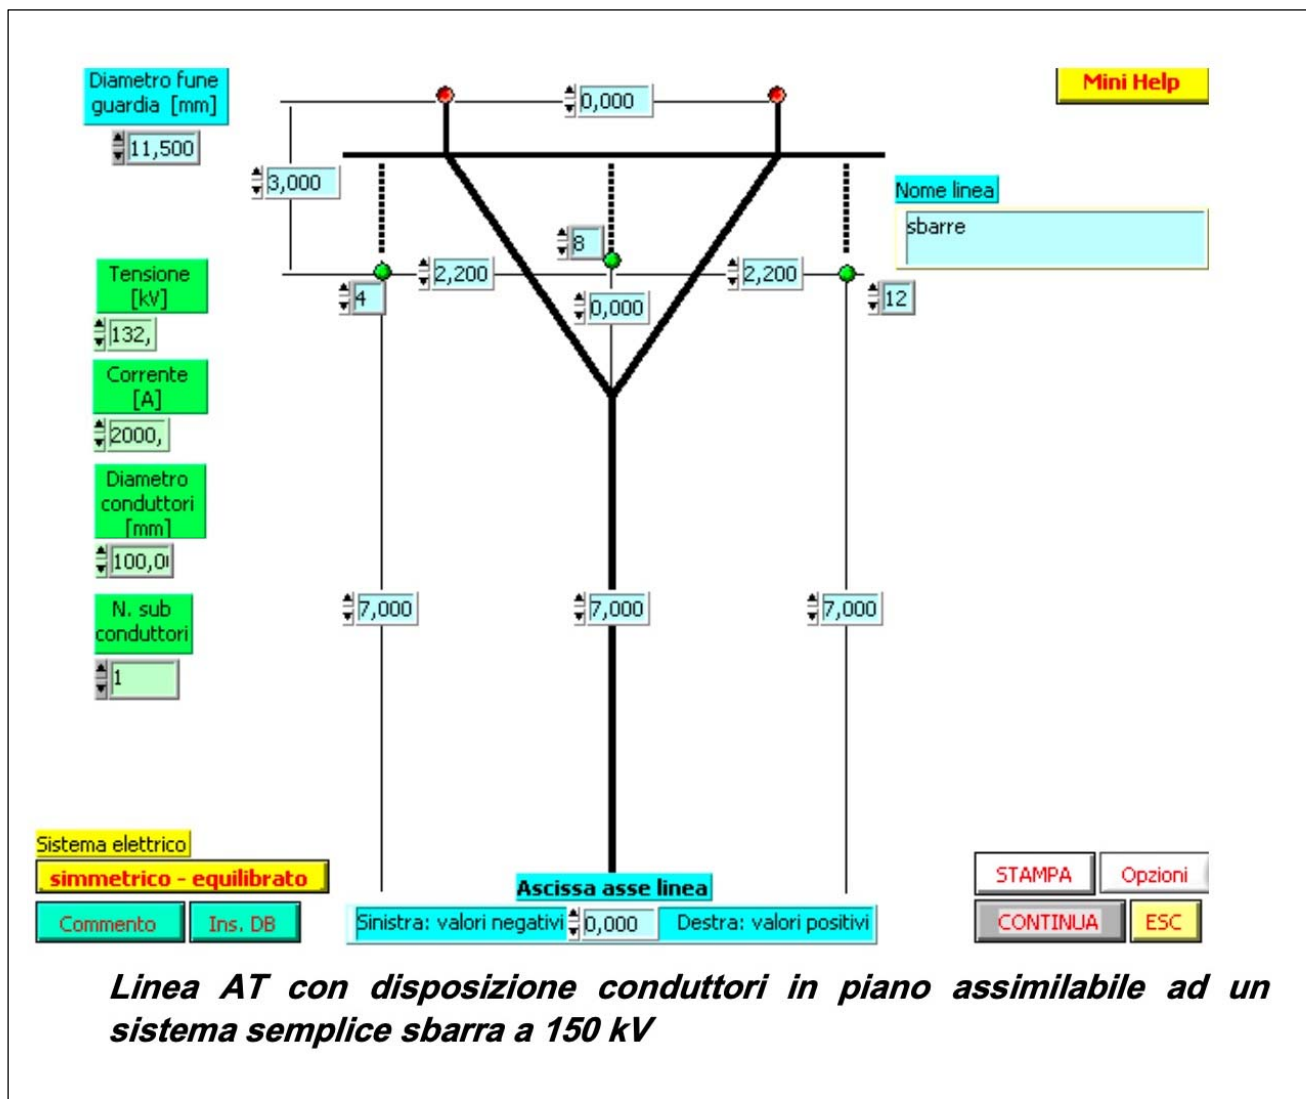 Diametro fune
guardia [mm]
11,500
0,000
Mini Help
3,000
Nome linea
sbarre
8
2,200
2,200
4
0,000
12
Tensione
[kV]
132,
Corrente
[A]
2000,
Diametro
conduttori
[mm]
100,0
N. sub
conduttori
1
7,000
7,000
7,000
Sistema elettrico
simmetrico - equilibrato
Commento
Ins. DB
Ascissa asse linea
Sinistra: valori negativi
0,000
Destra: valori positivi
STAMPA
Opzioni
CONTINUA
ESC
Linea AT con disposizione conduttori in piano assimilabile ad un
sistema semplice sbarra a 150 kV